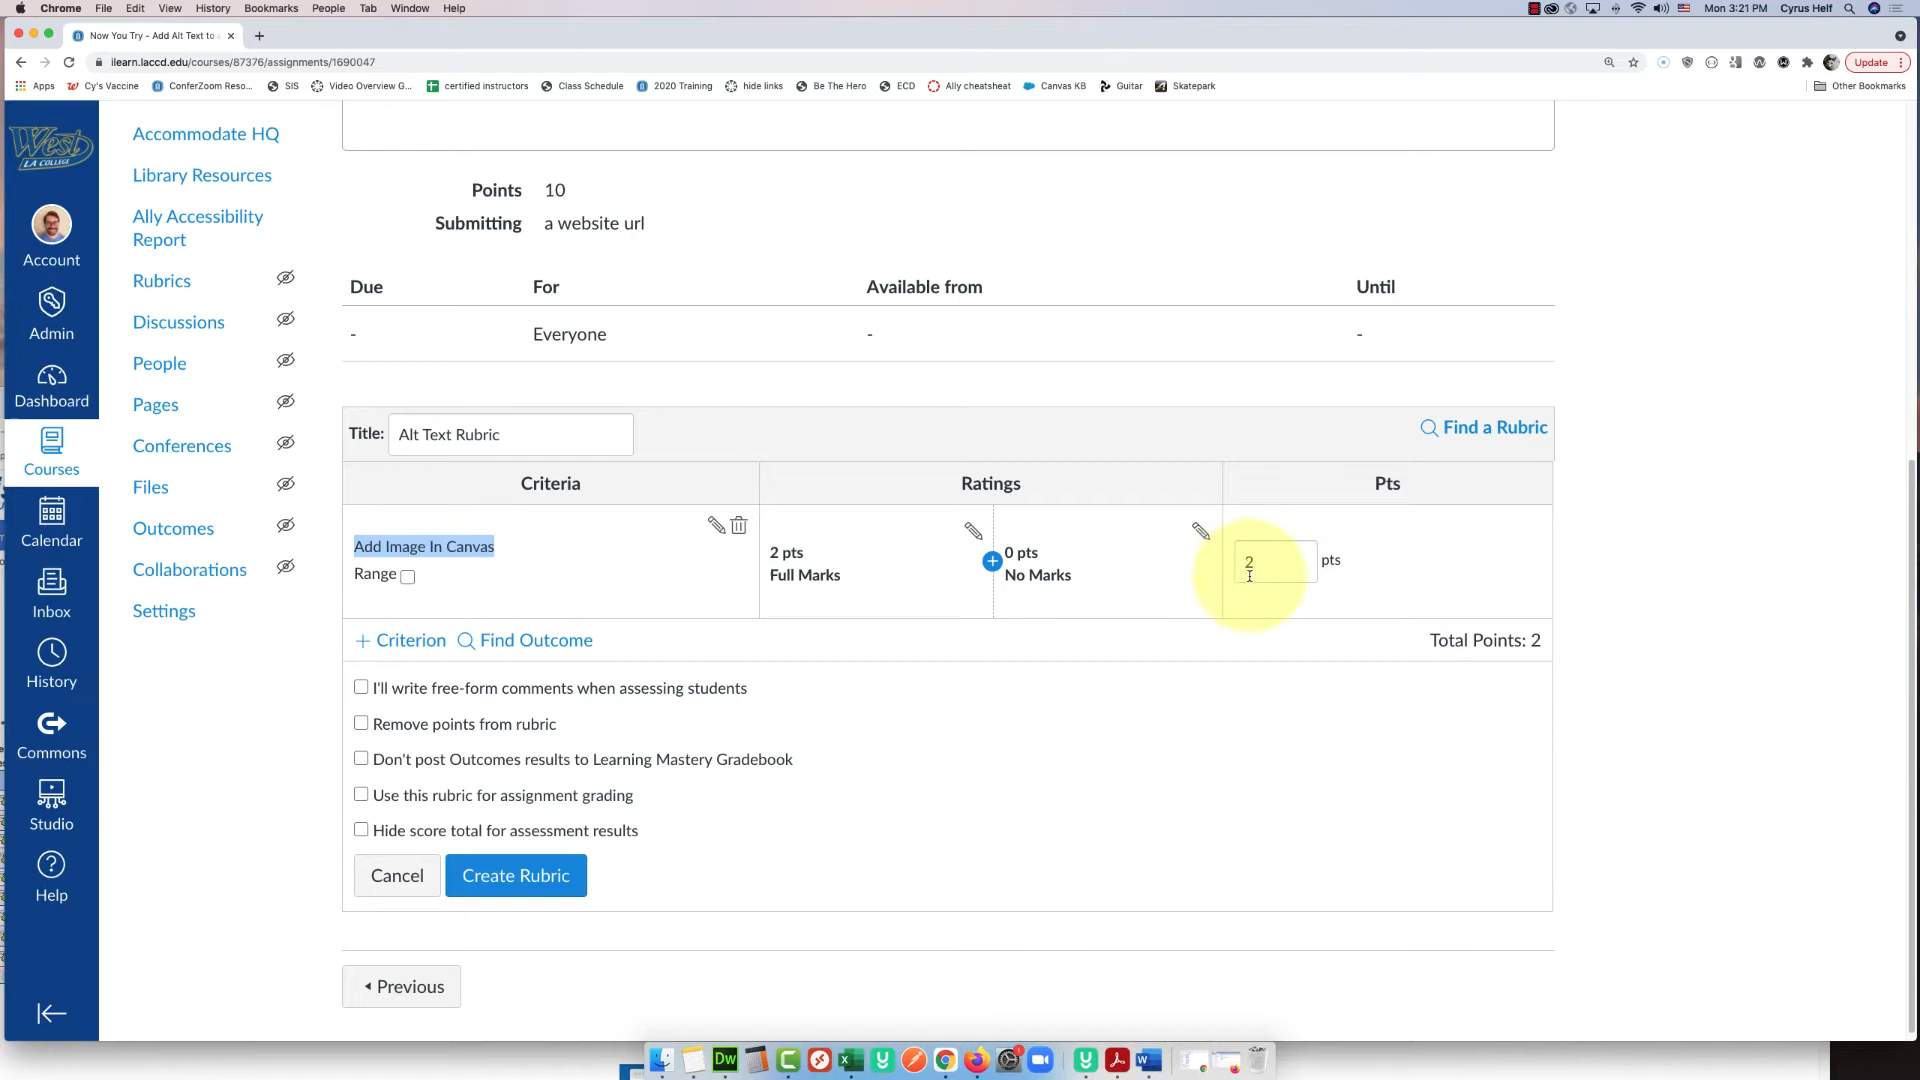 Chrome File Edit View History Bookmarks People Tab Window Help Mon 3:21 PM Cyrus Helf
Now You Try - Add Alt Text to
ilearn.laccd.edu/courses/87376/assignments/1690047 Update
Apps Cy's Vaccine ConferZoom Reso... SIS Video Overview G... certified instructors Class Schedule 2020 Training hide links Be The Hero ECD Ally cheatsheet Canvas KB Guitar Skatepark Other Bookmarks
West
LA COLLEGE
Account
Admin
Dashboard
Courses
Calendar
Inbox
History
Commons
Studio
Help
Accommodate HQ
Library Resources
Ally Accessibility
Report
Rubrics
Discussions
People
Pages
Conferences
Files
Outcomes
Collaborations
Settings
Points 10
Submitting a website url
Due For Available from Until
- Everyone - -
Title: Alt Text Rubric Find a Rubric
Criteria Ratings Pts
Add Image In Canvas
Range
2 pts
Full Marks
0 pts
No Marks
2 pts
Criterion Find Outcome Total Points: 2
I'll write free-form comments when assessing students
Remove points from rubric
Don't post Outcomes results to Learning Mastery Gradebook
Use this rubric for assignment grading
Hide score total for assessment results
Cancel Create Rubric
Previous
Dw